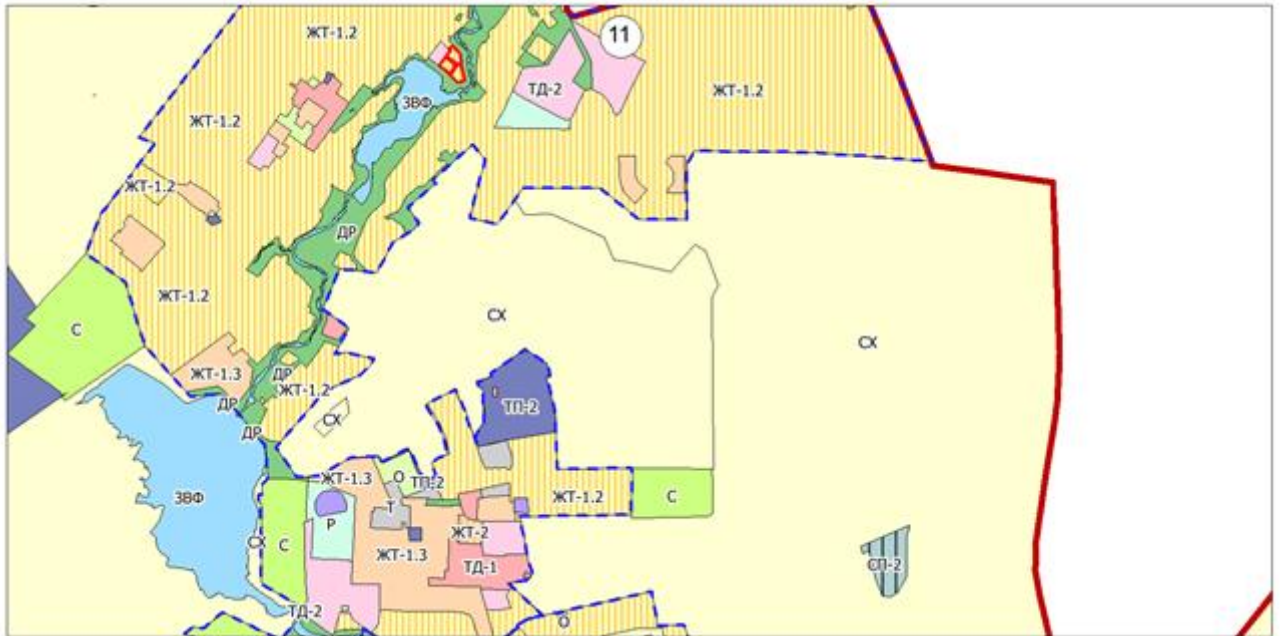 ЖТ-1.2
11
ТД-2
ЖТ-1.2
ЗВФ
ЖТ-1.2
ЖТ-1.2
ДР
ЖТ-1.2
СХ
С
СХ
ЖТ-1.3
ДР
ЖТ-1.2
ДР
ТП-2
СХ
ДР
ЖТ-1.3
О
ТП-2
ЗВФ
ЖТ-1.2
С
Р
Т
ЖТ-2
СХ
С
ЖТ-1.3
ТД-1
СП-2
ТД-2
О